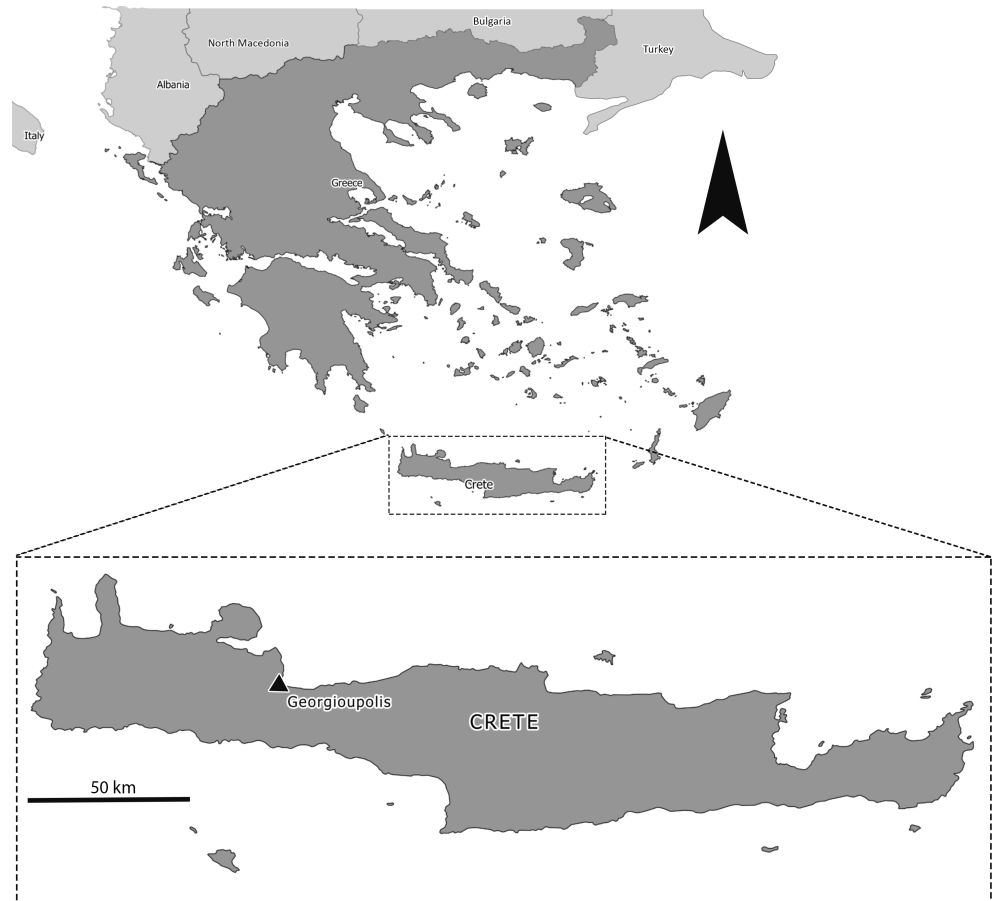 Bulgaria
North Macedonia
Turkey
Albania
Italy
Greece
Crete
Georgioupolis
CRETE
50 km